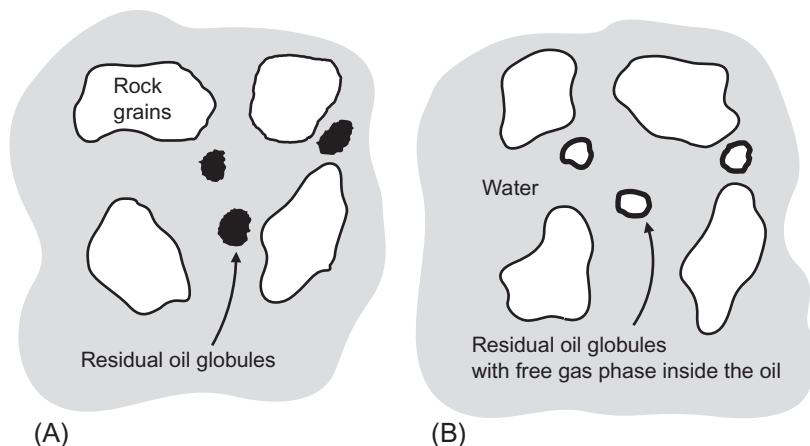 Rock
grains
Residual oil globules
(A)
Water
Residual oil globules
with free gas phase inside the oil
(B)